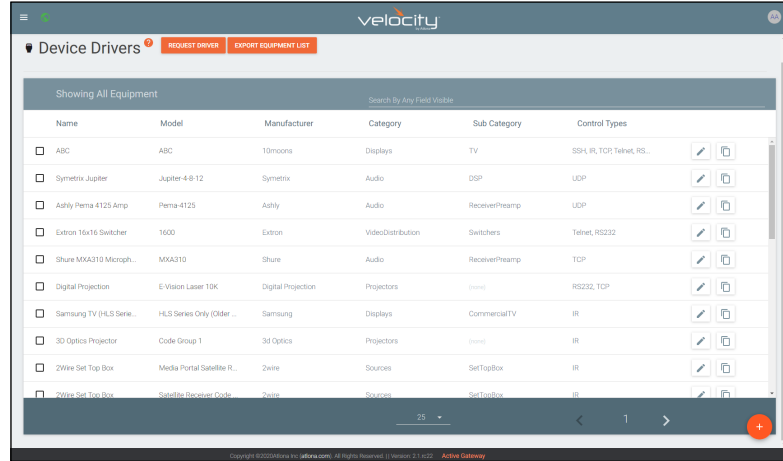 velocity
by Atlona
AA
Device Drivers ?
REQUEST DRIVER EXPORT EQUIPMENT LIST
Showing All Equipment
Search By Any Field Visible
Name Model Manufacturer Category Sub Category Control Types
ABC ABC 10moons Displays TV SSH, IR, TCP, Telnet, RS...
Symetrix Jupiter Jupiter-4-8-12 Symetrix Audio DSP UDP
Ashly Pema 4125 Amp Pema-4125 Ashly Audio ReceiverPreamp UDP
Extron 16x16 Switcher 1600 Extron VideoDistribution Switchers Telnet, RS232
Shure MXA310 Microph... MXA310 Shure Audio ReceiverPreamp TCP
Digital Projection E-Vision Laser 10K Digital Projection Projectors (none) RS232, TCP
Samsung TV (HLS Serie... HLS Series Only (Older ... Samsung Displays CommercialTV IR
3D Optics Projector Code Group 1 3d Optics Projectors (none) IR
2Wire Set Top Box Media Portal Satellite R... 2wire Sources SetTopBox IR
2Wire Set Top Box Satellite Receiver Code ... 2wire Sources SetTopBox IR
25 1
Copyright ©2020Atlona Inc.(atlona.com). All Rights Reserved. || Version: 2.1 rc22 Active Gateway